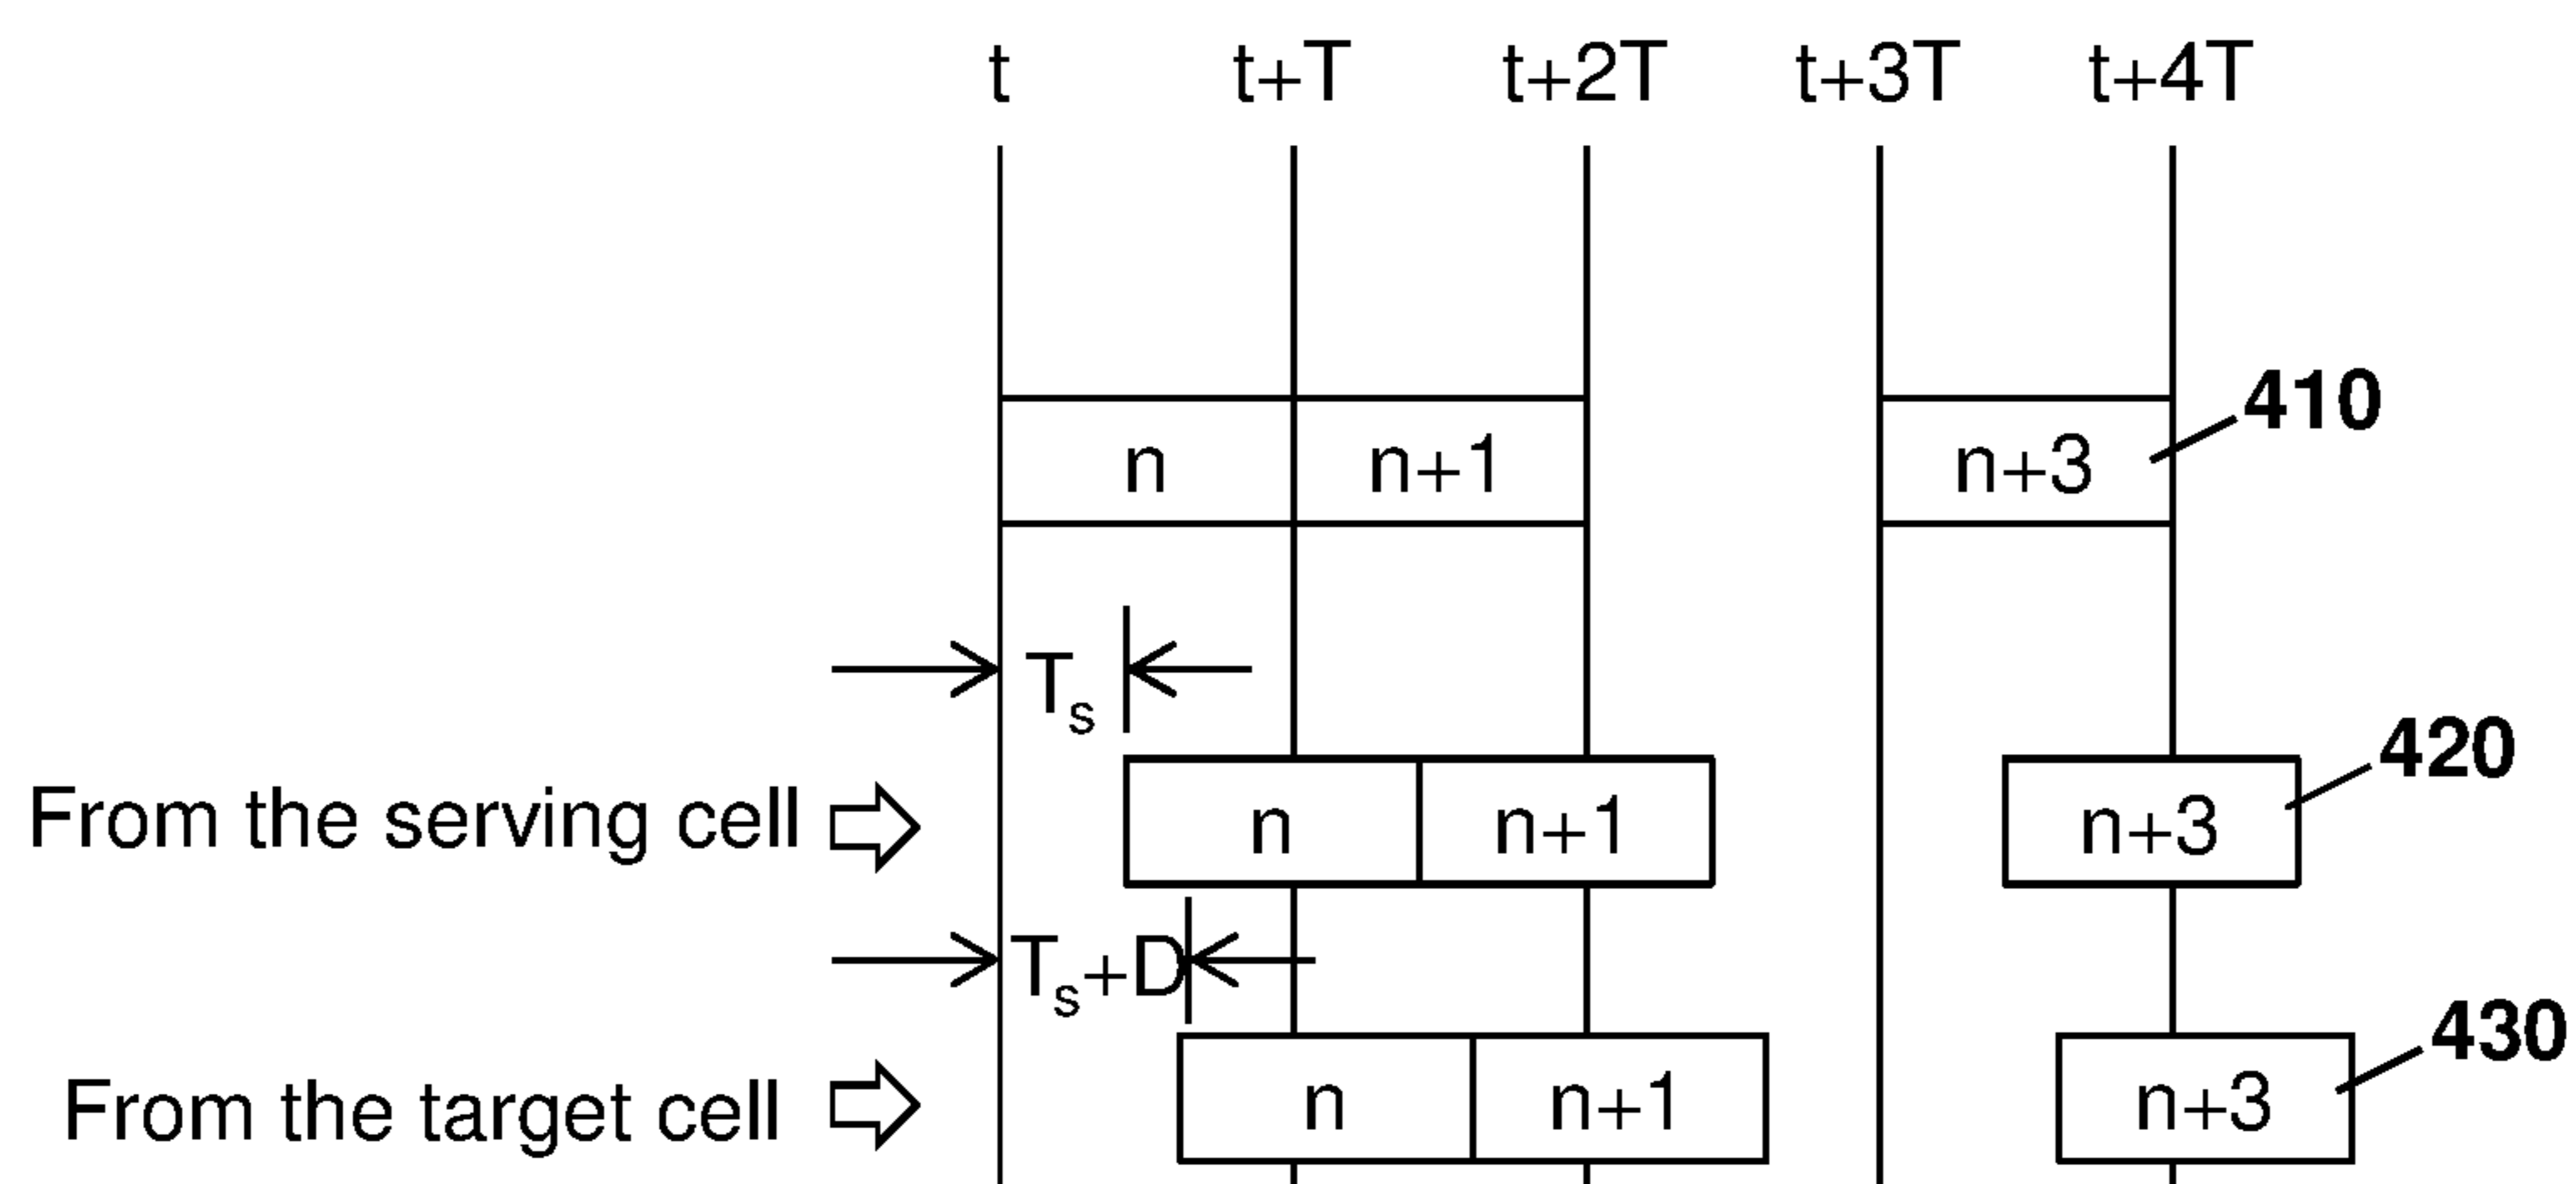 t t+T t+2T t+3T t+4T
n n+1 n+3 410
Ts
From the serving cell n n+1 n+3 420
Ts+D
From the target cell n n+1 n+3 430